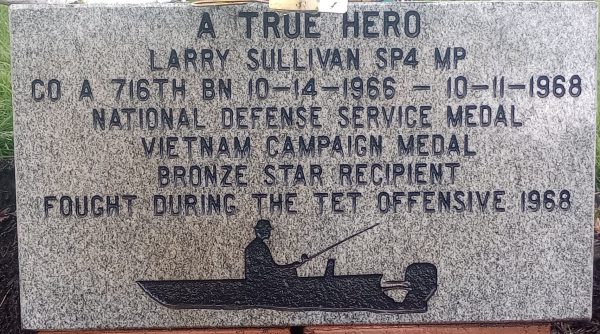 A TRUE HERO
LARRY SULLIVAN SP4 MP
CO A 716TH BN 10-14-1966 - 10-11-1968
NATIONAL DEFENSE SERVICE MEDAL
VIETNAM CAMPAIGN MEDAL
BRONZE STAR RECIPIENT
FOUGHT DURING THE TET OFFENSIVE 1968